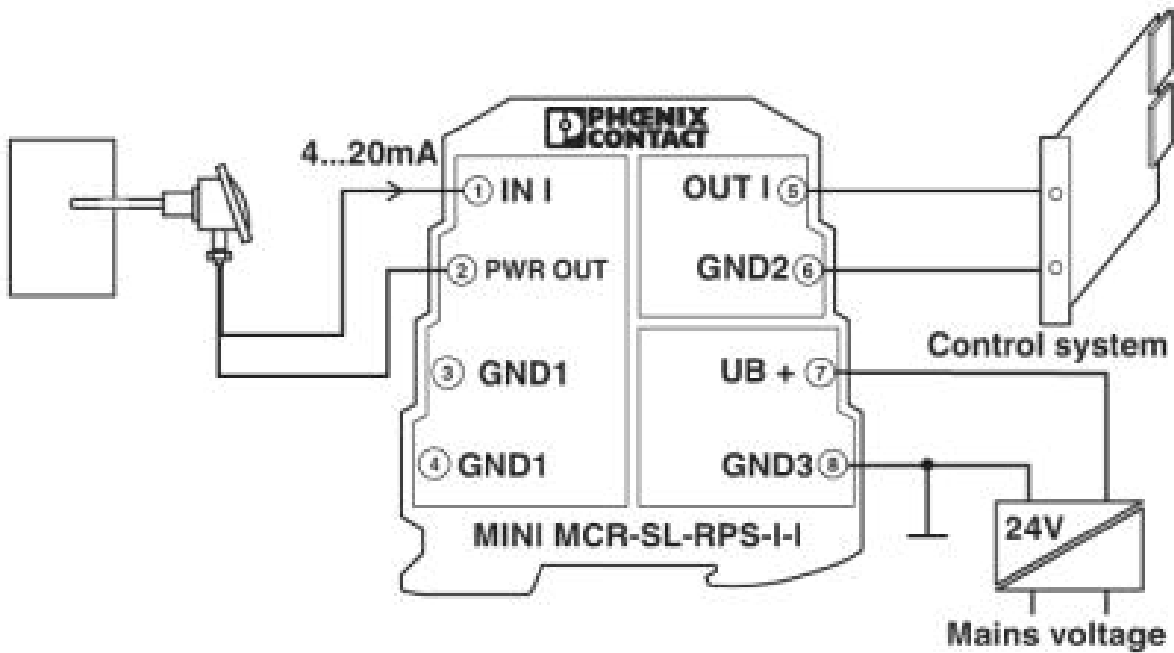 PHŒNIX
CONTACT
4...20mA
1 IN I
OUT I 5
2 PWR OUT
GND2 6
Control system
3 GND1
UB + 7
4 GND1
GND3 8
24V
MINI MCR-SL-RPS-I-I
Mains voltage